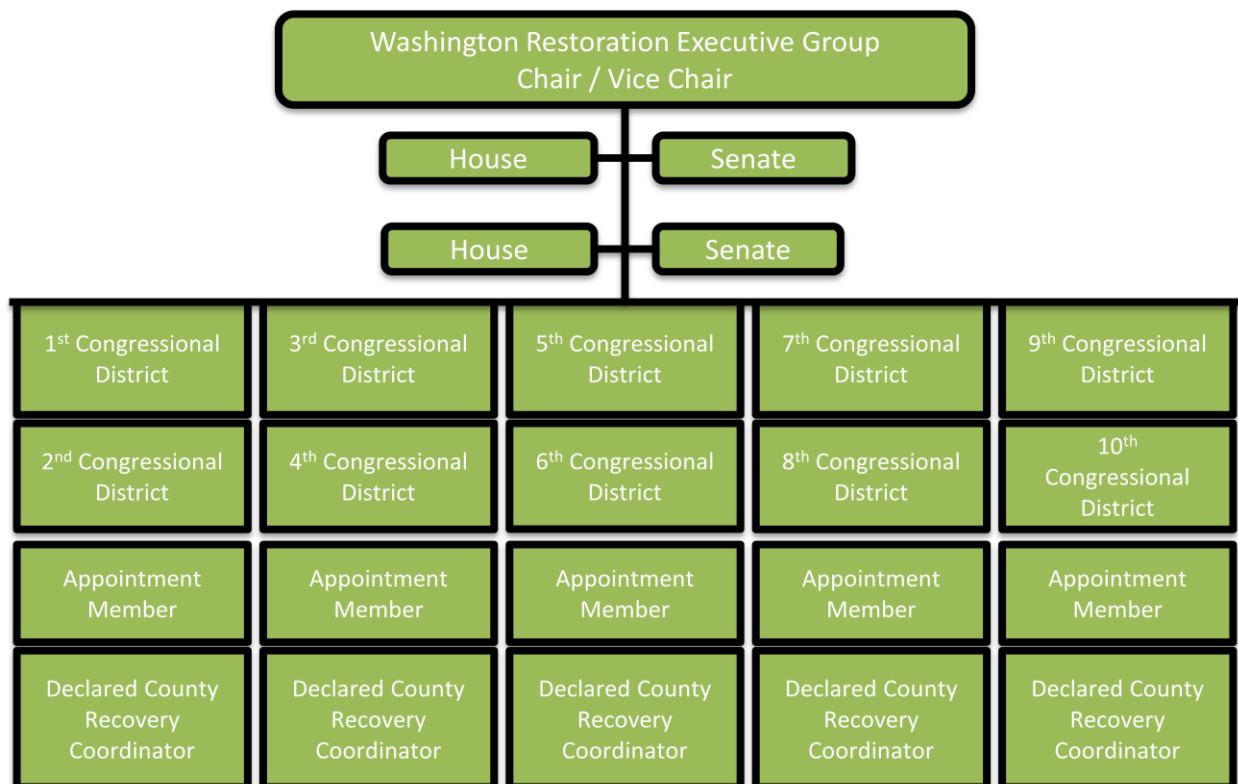 Washington Restoration Executive Group
Chair / Vice Chair
House
Senate
House
Senate
1st Congressional
District
3rd Congressional
District
5th Congressional
District
7th Congressional
District
9th Congressional
District
2nd Congressional
District
4th Congressional
District
6th Congressional
District
8th Congressional
District
10th
Congressional
District
Appointment
Member
Appointment
Member
Appointment
Member
Appointment
Member
Appointment
Member
Declared County
Recovery
Coordinator
Declared County
Recovery
Coordinator
Declared County
Recovery
Coordinator
Declared County
Recovery
Coordinator
Declared County
Recovery
Coordinator